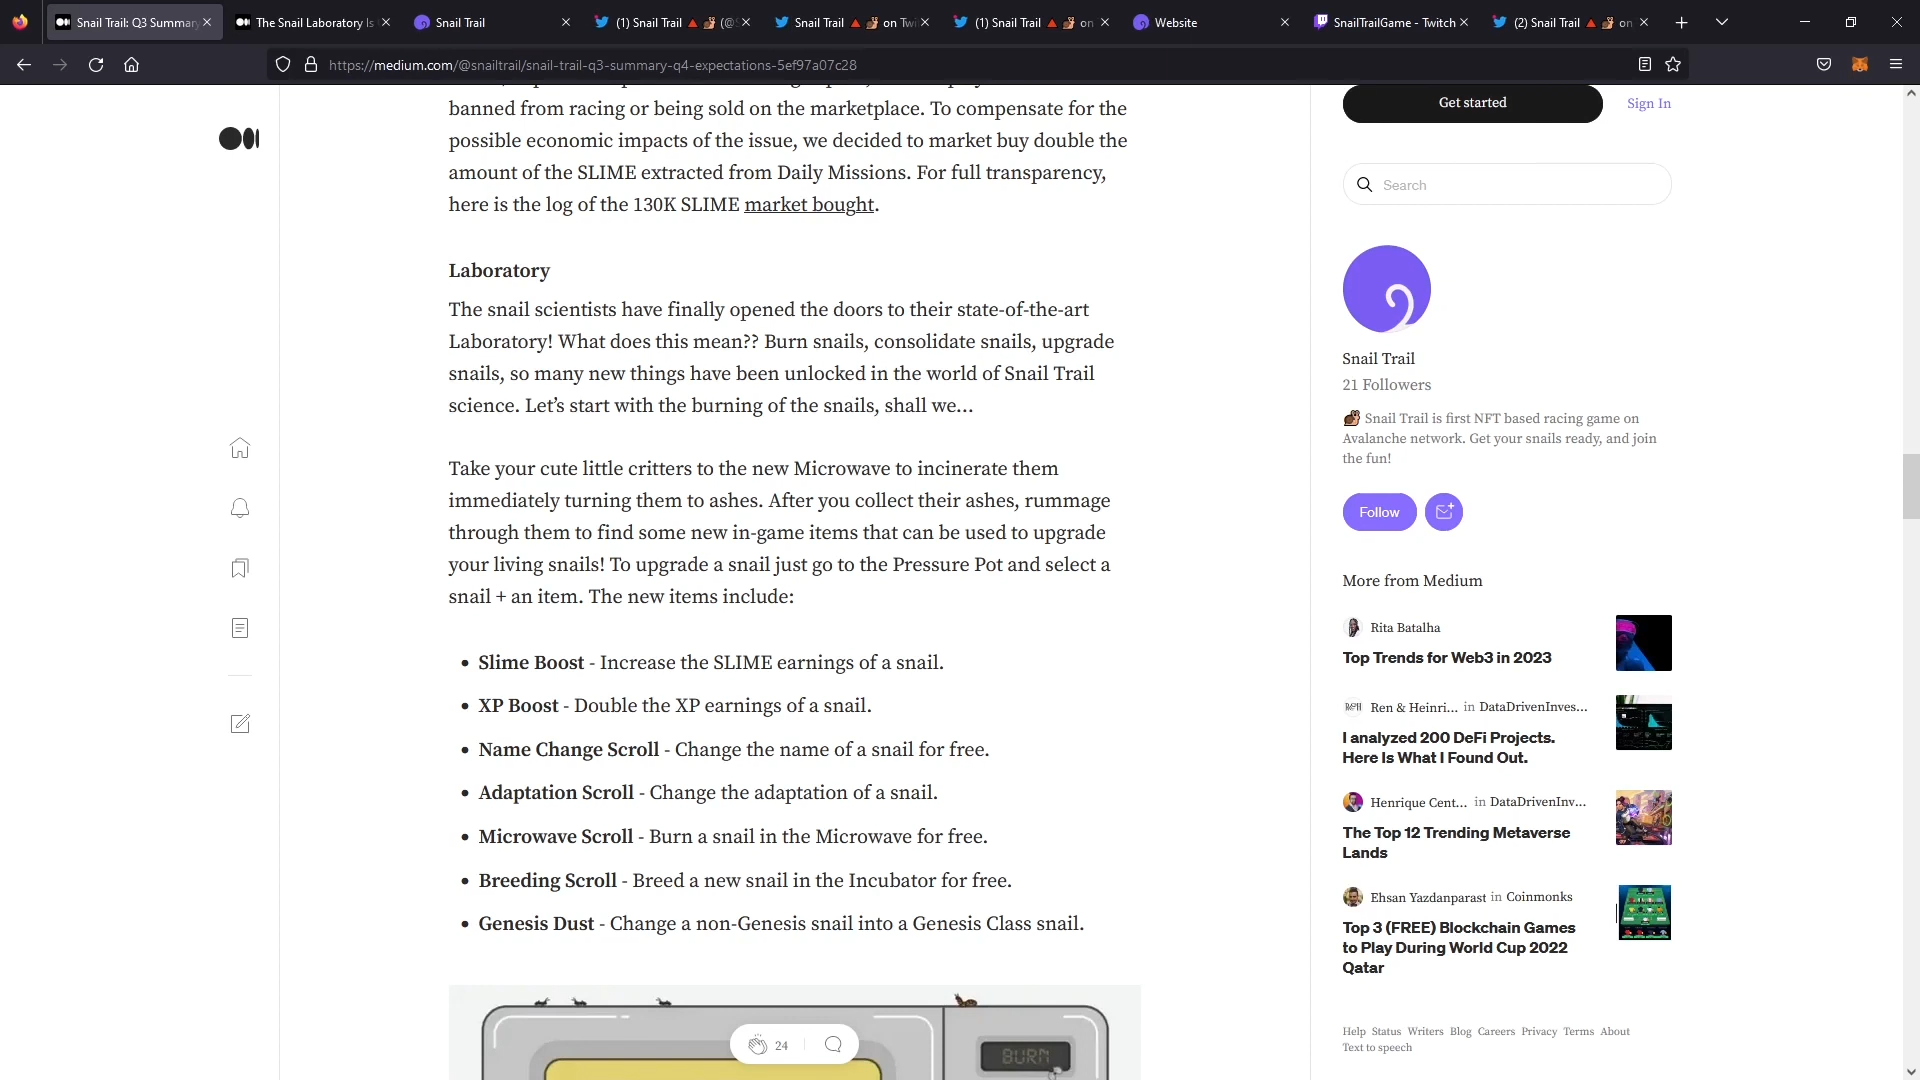 Snail Trail: Q3 Summary
The Snail Laboratory Is
Snail Trail
(1) Snail Trail 🔺🐌 (@S
Snail Trail 🔺🐌 on Twi
(1) Snail Trail 🔺🐌 on
Website
SnailTrailGame - Twitch
(2) Snail Trail 🔺🐌 on
https://medium.com/@snailtrail/snail-trail-q3-summary-q4-expectations-5ef97a07c28
banned from racing or being sold on the marketplace. To compensate for the
possible economic impacts of the issue, we decided to market buy double the
amount of the SLIME extracted from Daily Missions. For full transparency,
here is the log of the 130K SLIME market bought.
Laboratory
The snail scientists have finally opened the doors to their state-of-the-art
Laboratory! What does this mean?? Burn snails, consolidate snails, upgrade
snails, so many new things have been unlocked in the world of Snail Trail
science. Let’s start with the burning of the snails, shall we…
Take your cute little critters to the new Microwave to incinerate them
immediately turning them to ashes. After you collect their ashes, rummage
through them to find some new in-game items that can be used to upgrade
your living snails! To upgrade a snail just go to the Pressure Pot and select a
snail + an item. The new items include:
• Slime Boost - Increase the SLIME earnings of a snail.
• XP Boost - Double the XP earnings of a snail.
• Name Change Scroll - Change the name of a snail for free.
• Adaptation Scroll - Change the adaptation of a snail.
• Microwave Scroll - Burn a snail in the Microwave for free.
• Breeding Scroll - Breed a new snail in the Incubator for free.
• Genesis Dust - Change a non-Genesis snail into a Genesis Class snail.
24
BURN
Get started
Sign In
Search
Snail Trail
21 Followers
🐌 Snail Trail is first NFT based racing game on
Avalanche network. Get your snails ready, and join
the fun!
Follow
More from Medium
Rita Batalha
Top Trends for Web3 in 2023
Ren & Heinri... in DataDrivenInves...
I analyzed 200 DeFi Projects.
Here Is What I Found Out.
Henrique Cent... in DataDrivenInv...
The Top 12 Trending Metaverse
Lands
Ehsan Yazdanparast in Coinmonks
Top 3 (FREE) Blockchain Games
to Play During World Cup 2022
Qatar
Help Status Writers Blog Careers Privacy Terms About
Text to speech